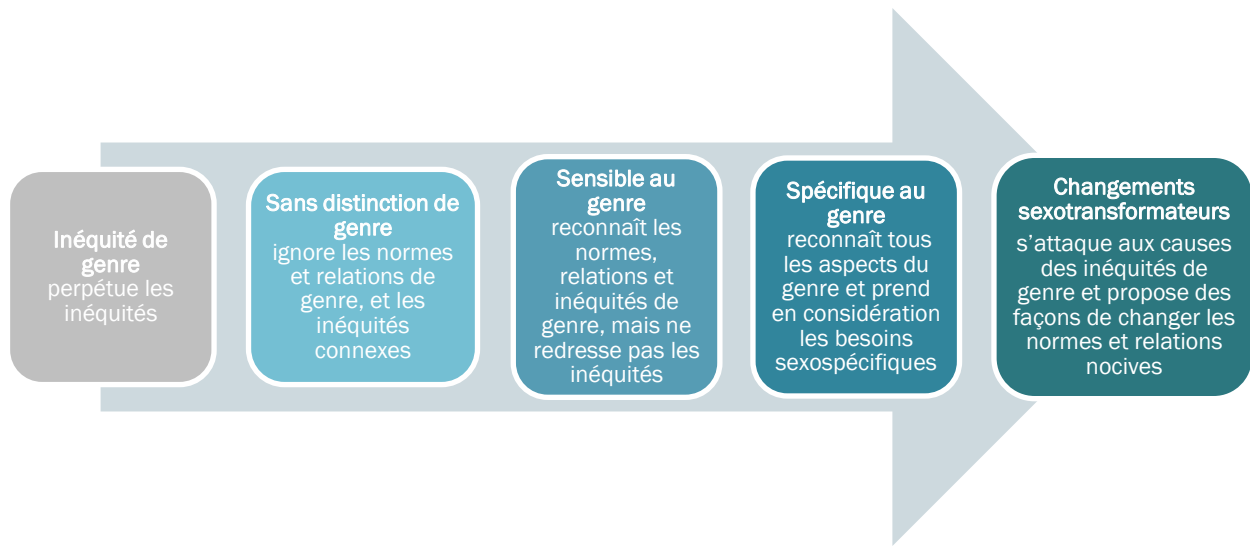 Inéquité de
genre
perpétue les
inéquités
Sans distinction de
genre
ignore les normes
et relations de
genre, et les
inéquités
connexes
Sensible au
genre
reconnaît les
normes,
relations et
inéquités de
genre, mais ne
redresse pas les
inéquités
Spécifique au
genre
reconnaît tous
les aspects du
genre et prend
en considération
les besoins
sexospécifiques
Changements
sexotransformateurs
s’attaque aux causes
des inéquités de
genre et propose des
façons de changer les
normes et relations
nocives